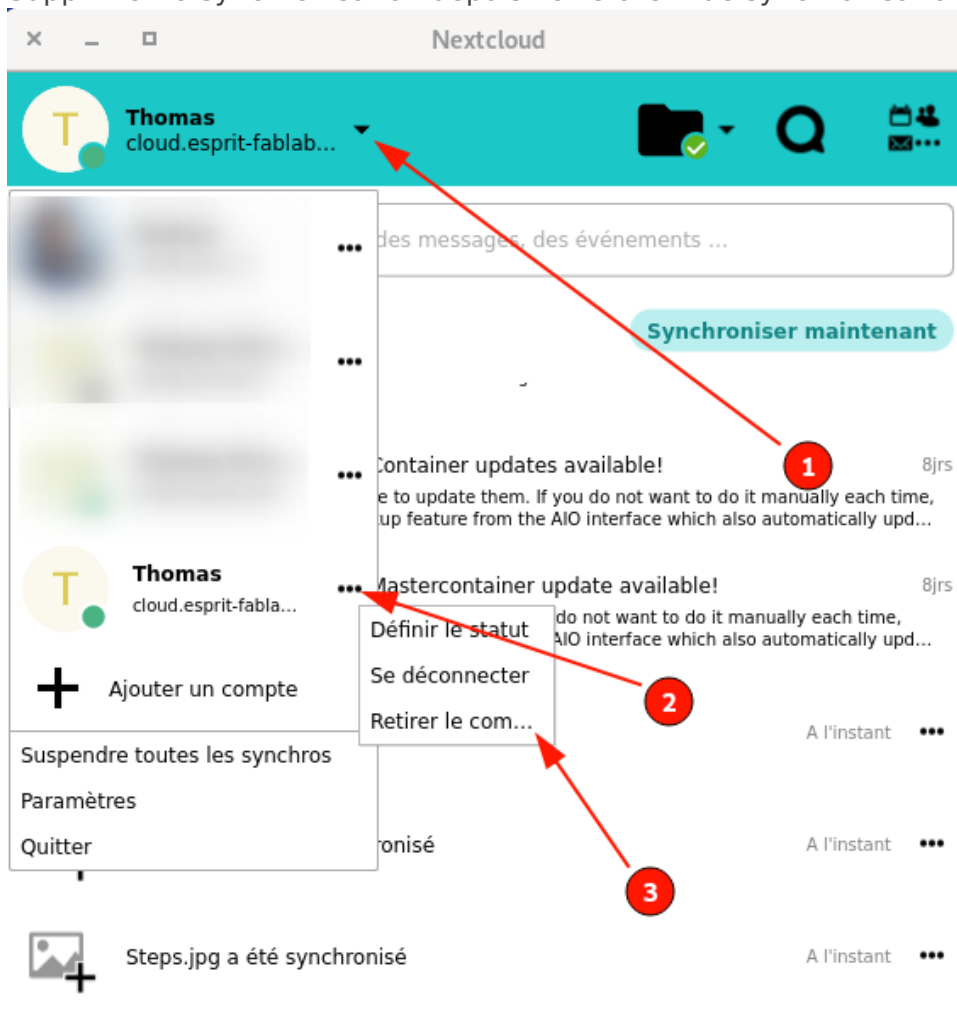 Nextcloud
T
Thomas
cloud.esprit-fablab...
des messages, des événements ...
Synchroniser maintenant
Container updates available!
8jrs
1
e to update them. If you do not want to do it manually each time,
up feature from the AIO interface which also automatically upd...
T
Thomas
cloud.esprit-fabla...
Mastercontainer update available!
8jrs
do not want to do it manually each time,
AIO interface which also automatically upd...
Définir le statut
Se déconnecter
Retirer le com...
2
Ajouter un compte
A l'instant
Suspendre toutes les synchros
Paramètres
Quitter
ronisé
A l'instant
3
Steps.jpg a été synchronisé
A l'instant